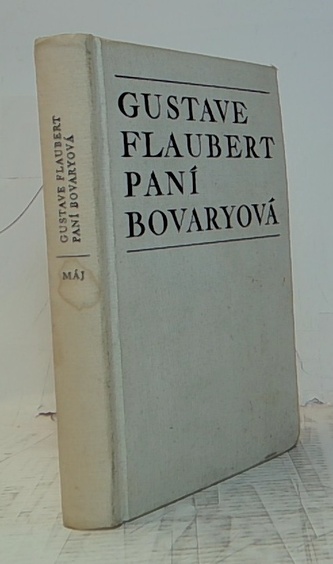 GUSTAVE
FLAUBERT
PANÍ
BOVARYOVÁ
GUSTAVE FLAUBERT
PANÍ BOVARYOVÁ
MÁJ